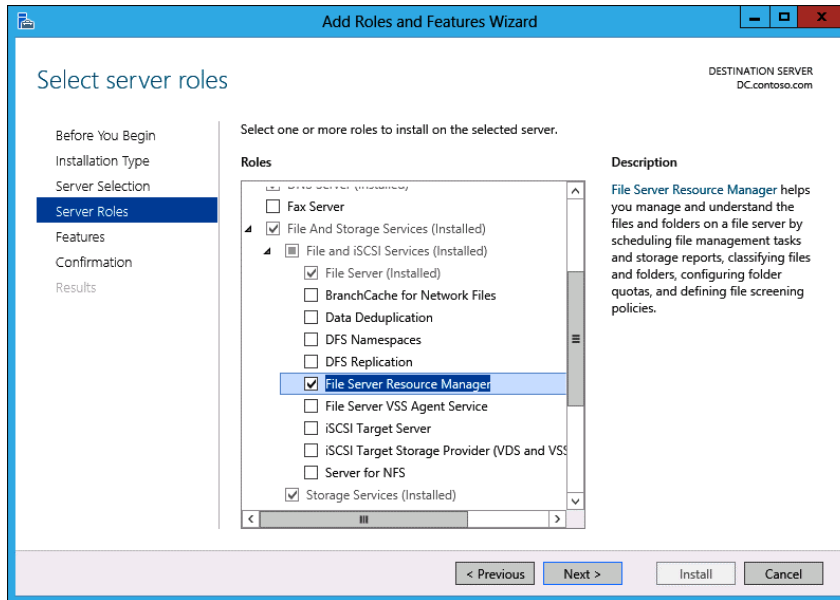 Add Roles and Features Wizard
Select server roles
DESTINATION SERVER
DC.contoso.com
Before You Begin
Installation Type
Server Selection
Server Roles
Features
Confirmation
Results
Select one or more roles to install on the selected server.
Roles
DNS Server (Installed)
Fax Server
File And Storage Services (Installed)
File and iSCSI Services (Installed)
File Server (Installed)
BranchCache for Network Files
Data Deduplication
DFS Namespaces
DFS Replication
File Server Resource Manager
File Server VSS Agent Service
iSCSI Target Server
iSCSI Target Storage Provider (VDS and VSS
Server for NFS
Storage Services (Installed)
Description
File Server Resource Manager helps
you manage and understand the
files and folders on a file server by
scheduling file management tasks
and storage reports, classifying files
and folders, configuring folder
quotas, and defining file screening
policies.
< Previous
Next >
Install
Cancel